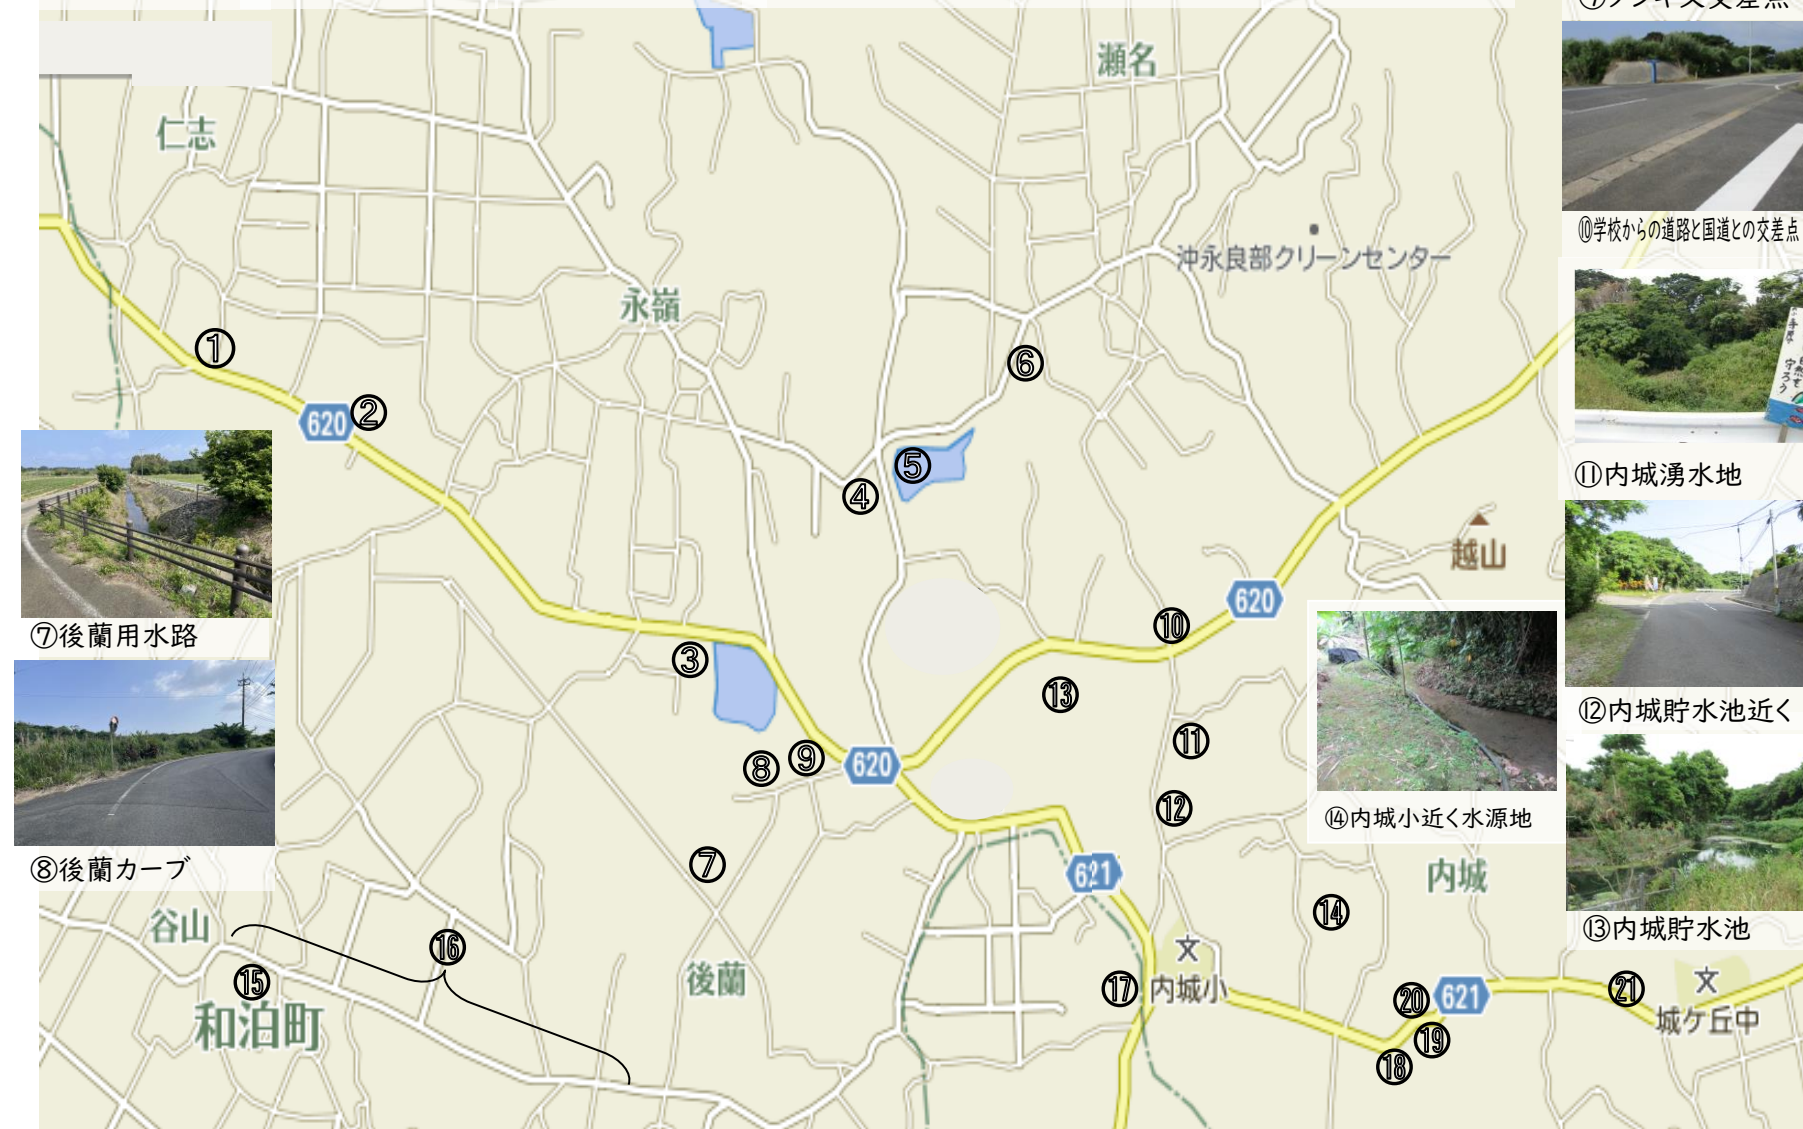 瀬名
仁志
⑩学校からの道路と国道との交差点
沖永良部クリーンセンター
永嶺
①
⑥
②
620
⑤
⑪内城湧水地
④
越山
620
⑩
⑦後蘭用水路
③
⑬
⑫内城貯水池近く
⑪
⑨
620
⑧
⑫
⑭内城小近く水源地
⑦
⑧後蘭カーブ
621
内城
⑭
谷山
⑬内城貯水池
⑯
文
後蘭
文
⑮
⑰
内城小
⑳
621
㉑
和泊町
城ケ丘中
⑲
⑱